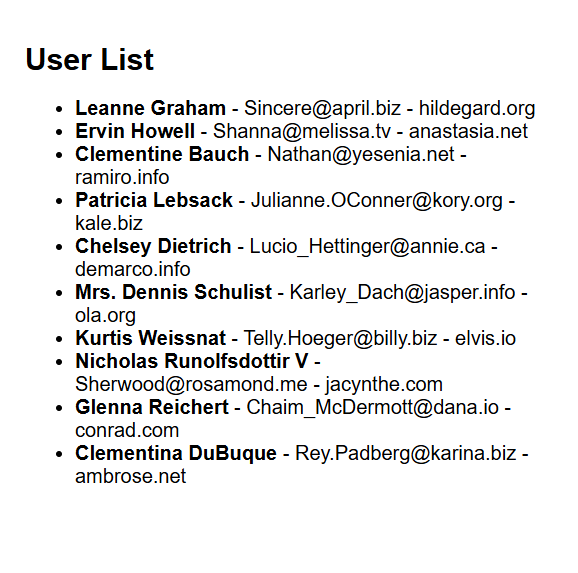 User List
• Leanne Graham - Sincere@april.biz - hildegard.org
• Ervin Howell - Shanna@melissa.tv - anastasia.net
• Clementine Bauch - Nathan@yesenia.net -
ramiro.info
• Patricia Lebsack - Julianne.OConner@kory.org -
kale.biz
• Chelsey Dietrich - Lucio_Hettinger@annie.ca -
demarco.info
• Mrs. Dennis Schulist - Karley_Dach@jasper.info -
ola.org
• Kurtis Weissnat - Telly.Hoeger@billy.biz - elvis.io
• Nicholas Runolfsdottir V -
Sherwood@rosamond.me - jacynthe.com
• Glenna Reichert - Chaim_McDermott@dana.io -
conrad.com
• Clementina DuBuque - Rey.Padberg@karina.biz -
ambrose.net